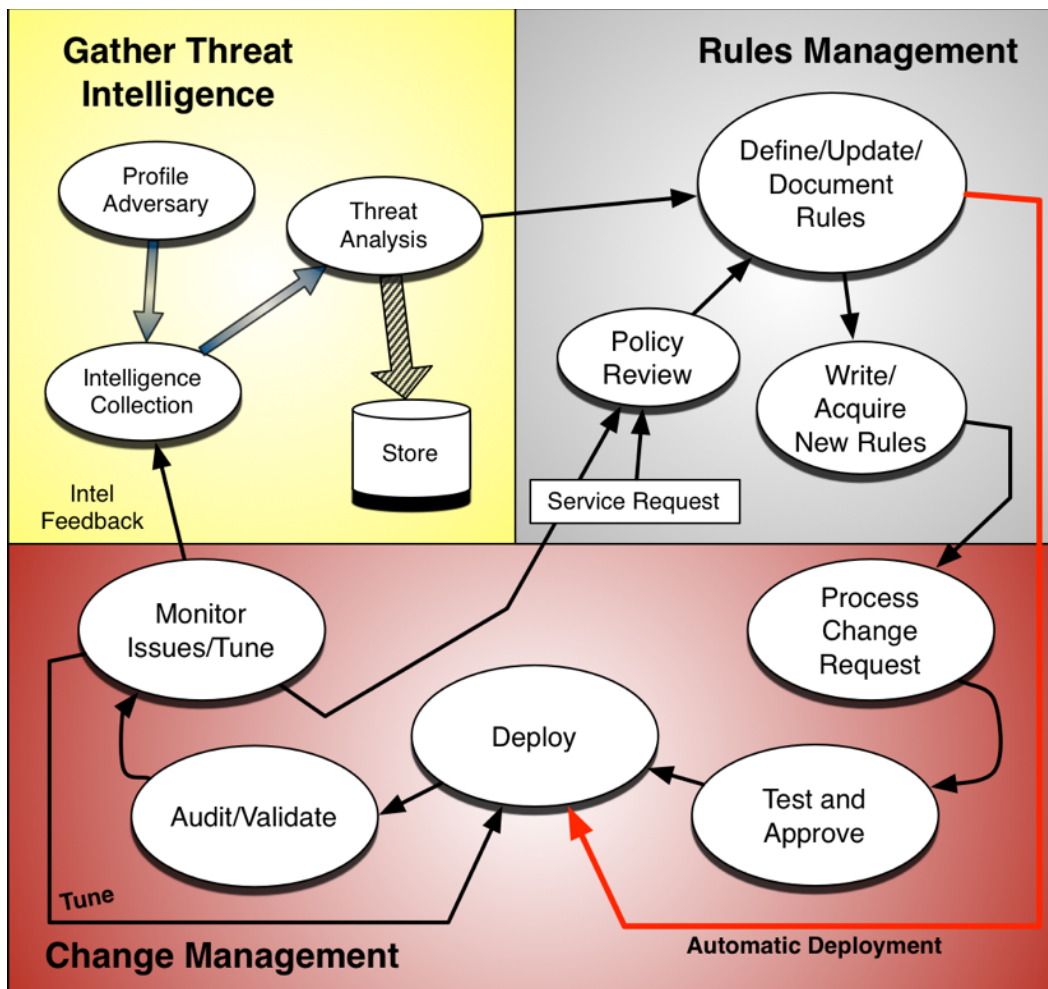 Gather Threat
Intelligence
Profile
Adversary
Threat
Analysis
Intelligence
Collection
Store
Intel
Feedback
Rules Management
Define/Update/
Document
Rules
Policy
Review
Write/
Acquire
New Rules
Service Request
Monitor
Issues/Tune
Process
Change
Request
Deploy
Audit/Validate
Test and
Approve
Tune
Automatic Deployment
Change Management